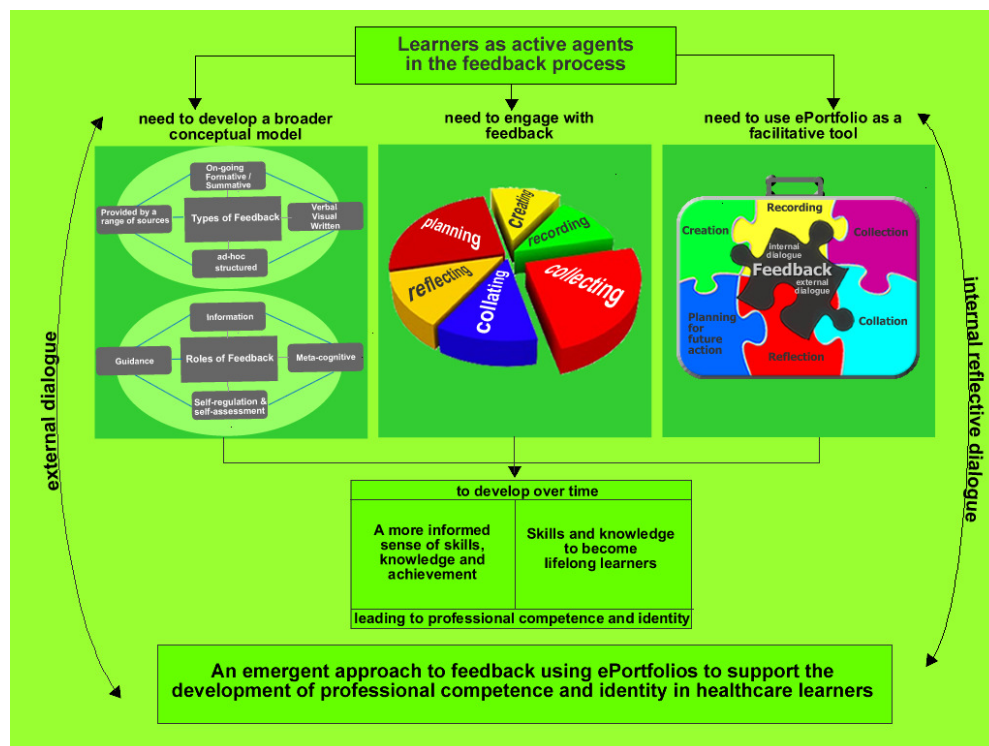 Learners as active agents
in the feedback process
need to develop a broader
conceptual model
need to engage with
feedback
need to use ePortfolio as a
facilitative tool
On-going
Formative /
Summative
Provided by a
range of sources
Types of Feedback
Verbal
Visual
Written
ad-hoc
structured
Information
Guidance
Roles of Feedback
Meta-cognitive
Self-regulation &
self-assessment
creating
planning
recording
reflecting
collating
collecting
Recording
Creation
Collection
internal
dialogue
Feedback
external
dialogue
Planning
for
future
action
Collation
Reflection
external dialogue
internal reflective dialogue
to develop over time
A more informed
sense of skills,
knowledge and
achievement
Skills and knowledge
to become
lifelong learners
leading to professional competence and identity
An emergent approach to feedback using ePortfolios to support the
development of professional competence and identity in healthcare learners